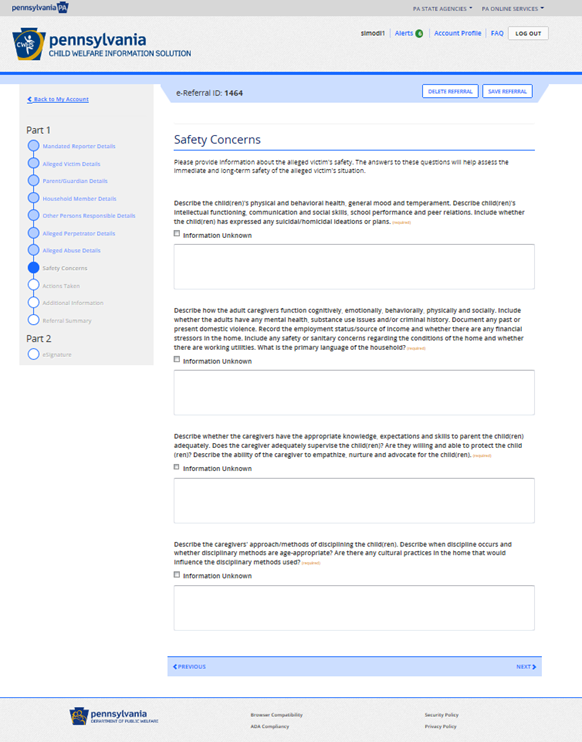 pennsylvania PA
PA STATE AGENCIES PA ONLINE SERVICES
CWIS pennsylvania
CHILD WELFARE INFORMATION SOLUTION
slmodl1 Alerts 6 Account Profile FAQ LOG OUT
Back to My Account
e-Referral ID: 1464
DELETE REFERRAL SAVE REFERRAL
Part 1
Mandated Reporter Details
Alleged Victim Details
Parent/Guardian Details
Household Member Details
Other Persons Responsible Details
Alleged Perpetrator Details
Alleged Abuse Details
Safety Concerns
Actions Taken
Additional Information
Referral Summary
Part 2
eSignature
Safety Concerns
Please provide information about the alleged victim's safety. The answers to these questions will help assess the
immediate and long-safety of the alleged victim's situation.
Describe the child(ren)'s physical and behavioral health, general mood and temperament. Describe child(ren)'s
intellectual functioning, communication and social skills, school performance and peer relations. Include whether
the child(ren) has expressed any suicidal/homicidal ideations or plans. (required)
Information Unknown
Describe how the adult caregivers function cognitively, emotionally, behaviorally, physically and socially. Include
whether the adults have any mental health, substance use issues and/or criminal history. Document any past or
present domestic violence. Record the employment status/source of income and whether there are any financial
stressors in the home. Include any safety or sanitary concerns regarding the conditions of the home and whether
there are working utilities. What is the primary language of the household? (required)
Information Unknown
Describe whether the caregivers have the appropriate knowledge, expectations and skills to parent the child(ren)
adequately. Does the caregiver adequately supervise the child(ren)? Are they willing and able to protect the child
(ren)? Describe the ability of the caregiver to empathize, nurture and advocate for the child(ren). (required)
Information Unknown
Describe the caregivers' approach/methods of disciplining the child(ren). Describe when discipline occurs and
whether disciplinary methods are age-appropriate? Are there any cultural practices in the home that would
influence the disciplinary methods used? (required)
Information Unknown
PREVIOUS NEXT
pennsylvania
DEPARTMENT OF PUBLIC WELFARE
Browser Compatibility
ADA Compliancy
Security Policy
Privacy Policy